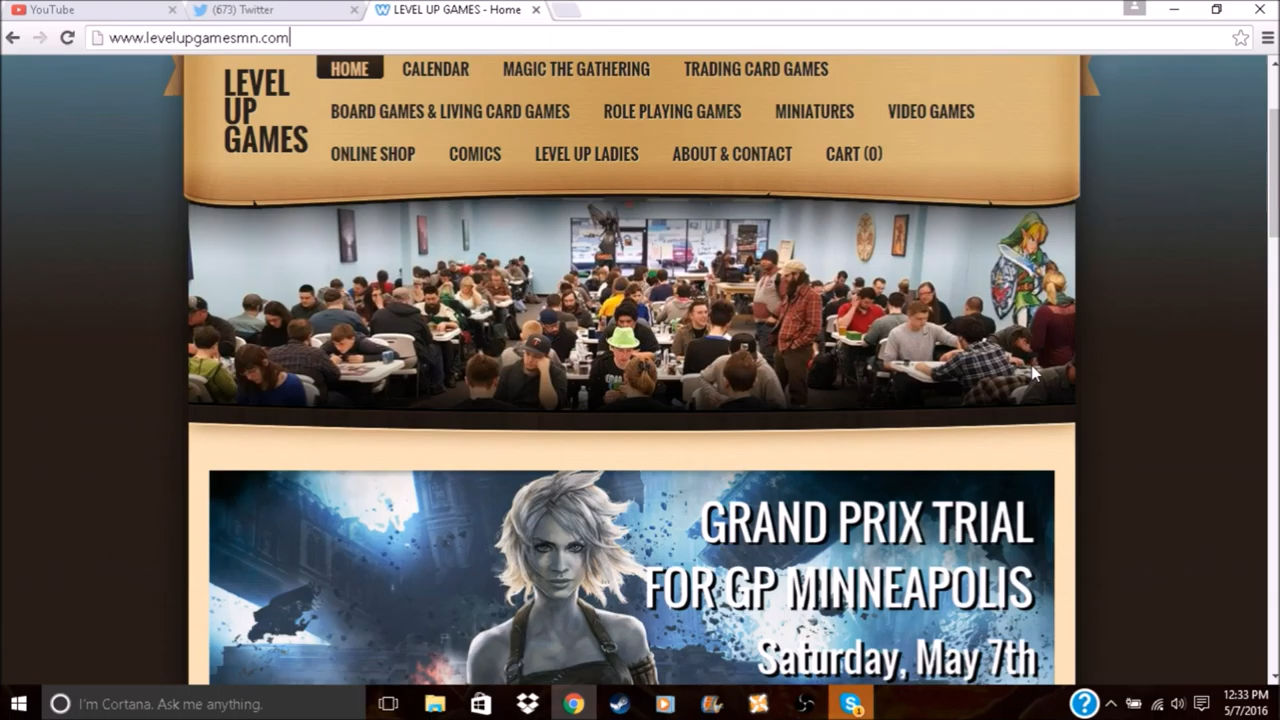 YouTube
(673) Twitter
LEVEL UP GAMES - Home
www.levelupgamesmn.com
LEVEL
UP
GAMES
HOME CALENDAR MAGIC THE GATHERING TRADING CARD GAMES
BOARD GAMES & LIVING CARD GAMES ROLE PLAYING GAMES MINIATURES VIDEO GAMES
ONLINE SHOP COMICS LEVEL UP LADIES ABOUT & CONTACT CART (0)
GRAND PRIX TRIAL
FOR GP MINNEAPOLIS
Saturday, May 7th
I'm Cortana. Ask me anything.
1
12:33 PM
5/7/2016